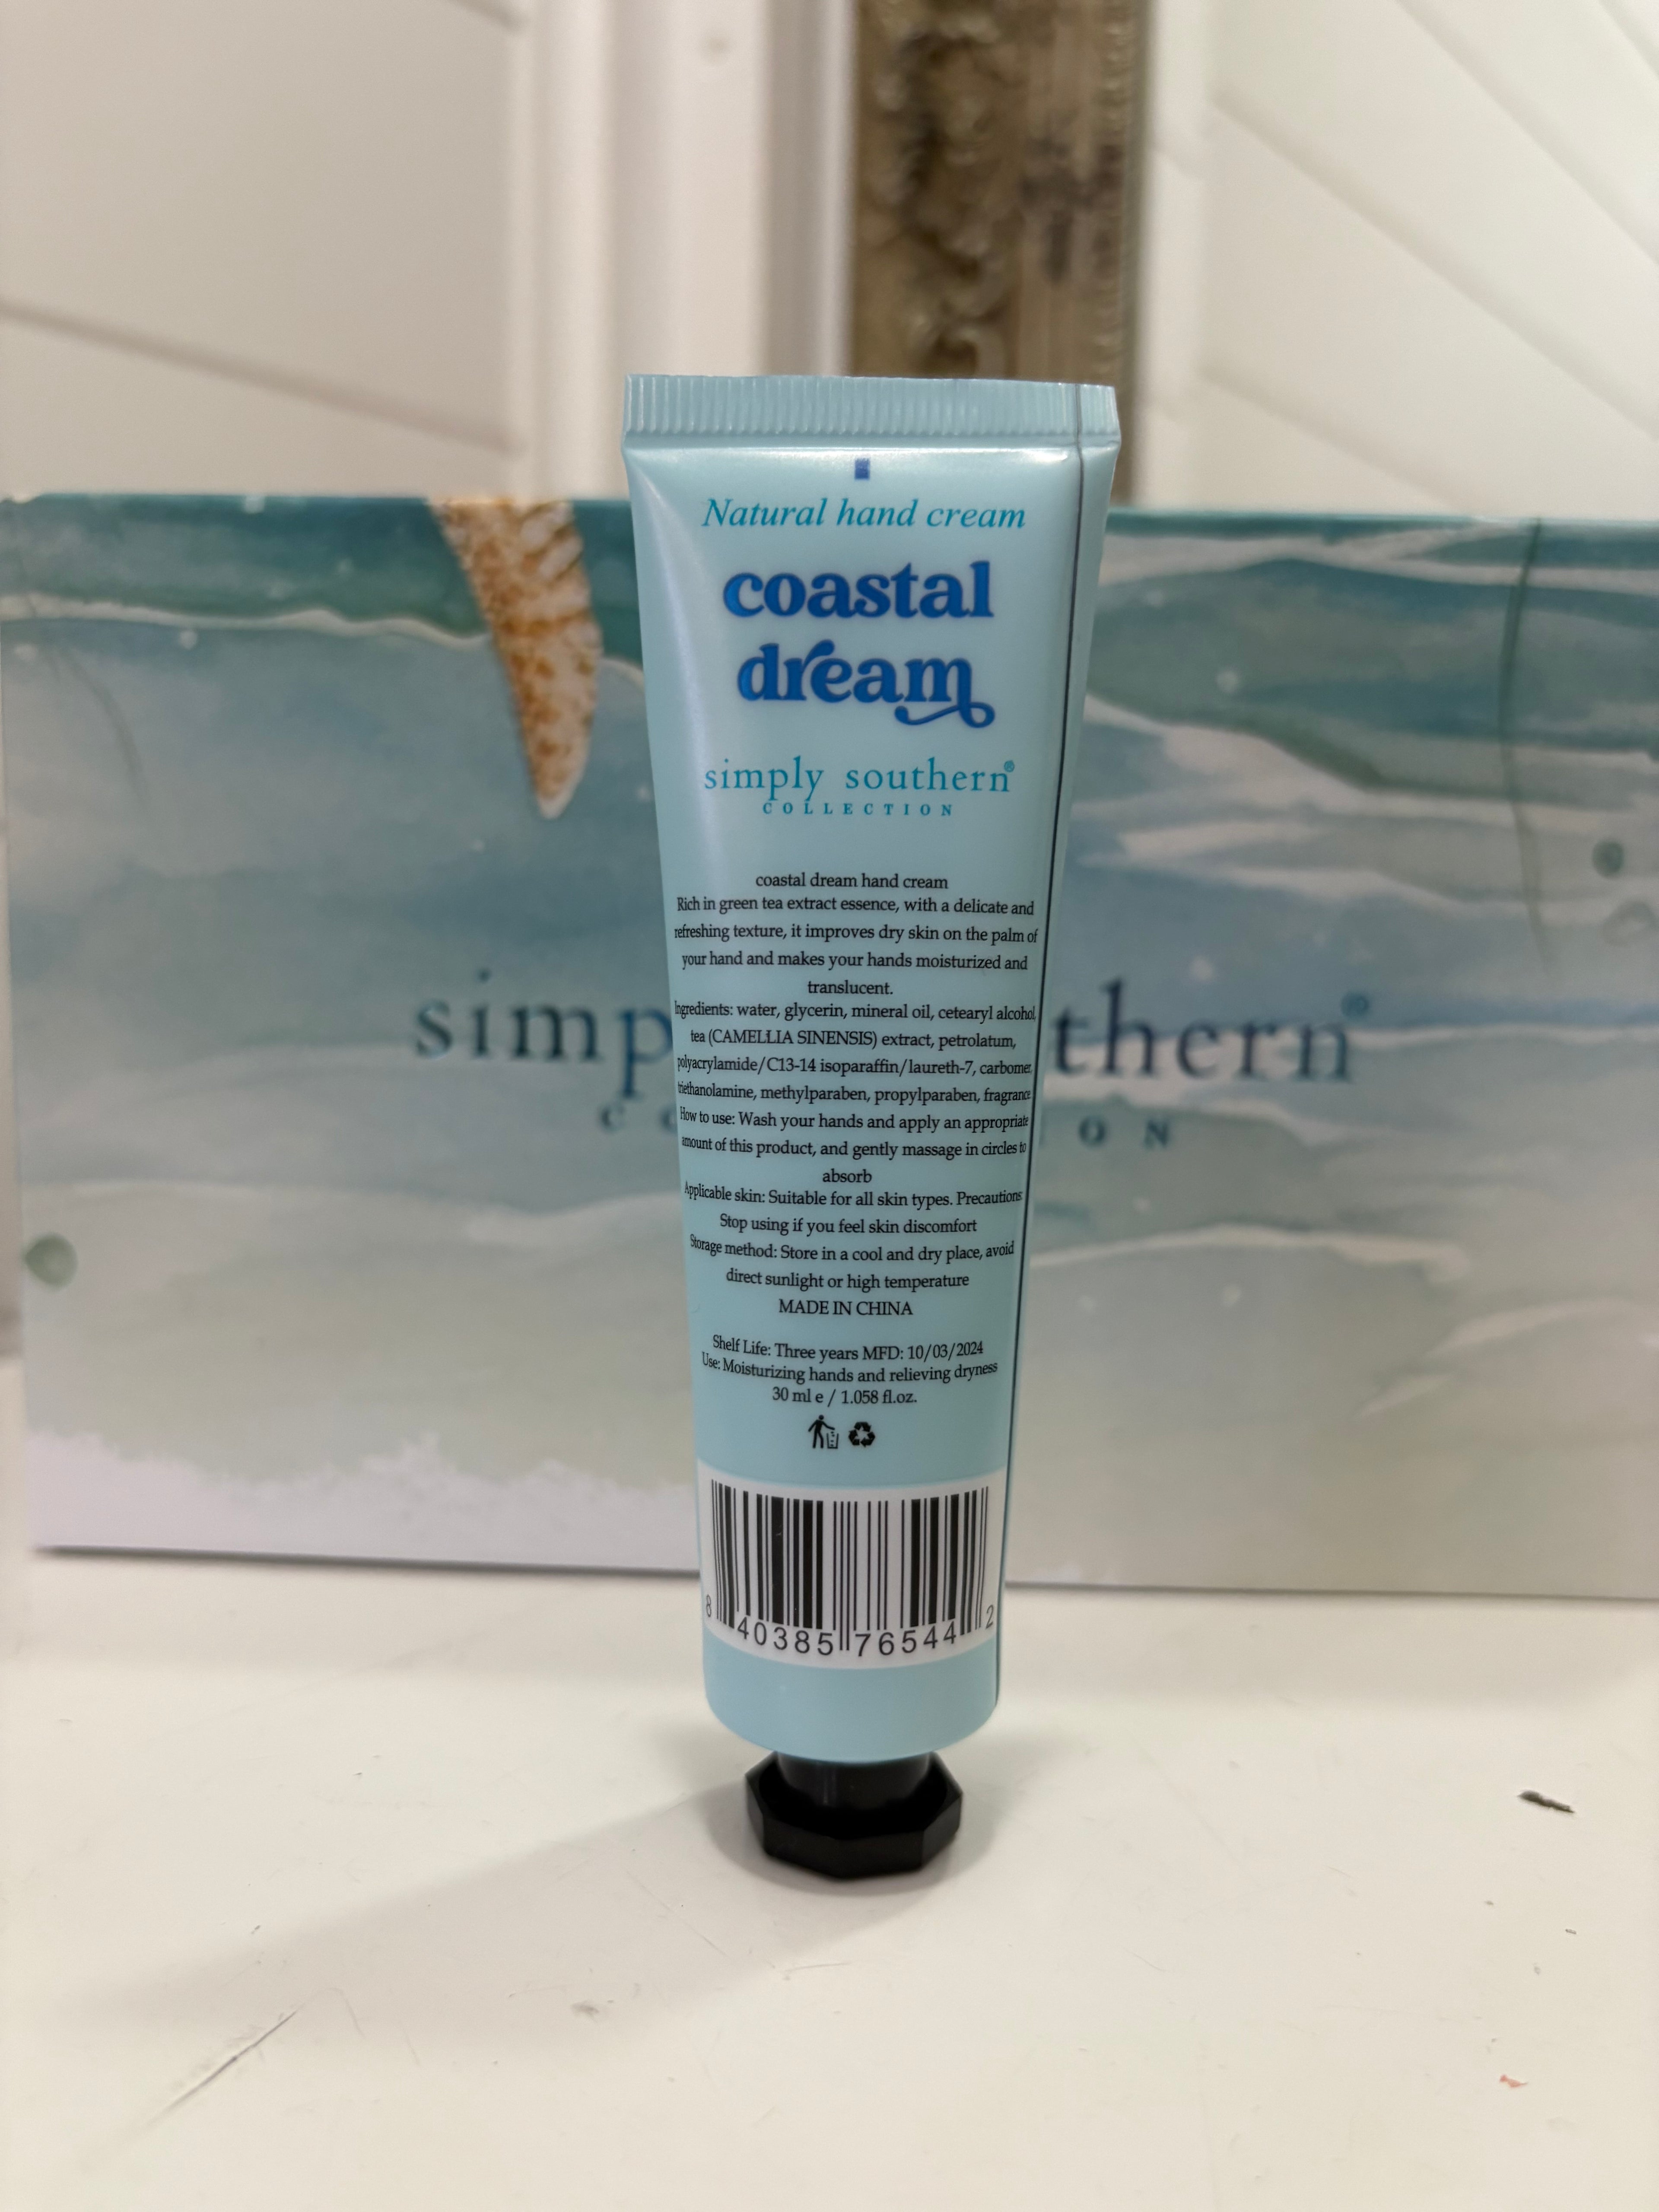 Natural hand cream
coastal
dream
simply southern®
COLLECTION
coastal dream hand cream
Rich in green tea extract essence, with a delicate and
refreshing texture, it improves dry skin on the palm of
your hand and makes your hands moisturized and
translucent.
Ingredients: water, glycerin, mineral oil, cetearyl alcohol,
tea (CAMELLIA SINENSIS) extract, petrolatum,
polyacrylamide/C13-14 isoparaffin/laureth-7, carbomer,
triethanolamine, methylparaben, propylparaben, fragrance
How to use: Wash your hands and apply an appropriate
amount of this product, and gently massage in circles to
absorb
Applicable skin: Suitable for all skin types. Precautions:
Stop using if you feel skin discomfort
Storage method: Store in a cool and dry place, avoid
direct sunlight or high temperature
MADE IN CHINA
Shelf Life: Three years MFD: 10/03/2024
Use: Moisturizing hands and relieving dryness
30 ml e / 1.058 fl.oz.
8 40385 76544 2
simp thern®
C O N